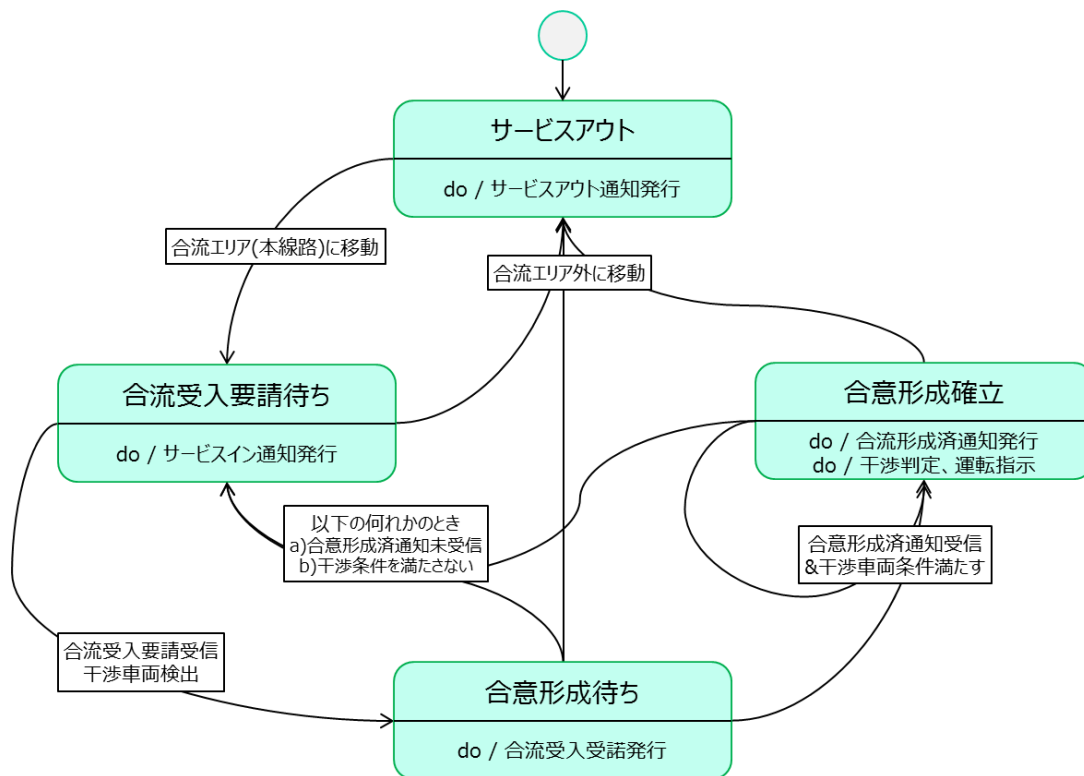 サービスアウト
do / サービスアウト通知発行
合流エリア(本線路)に移動
合流エリア外に移動
合流受入要請待ち
do / サービスイン通知発行
合意形成確立
do / 合流形成済通知発行
do / 干渉判定、運転指示
以下の何れかのとき
a)合意形成済通知未受信
b)干渉条件を満たさない
合意形成済通知受信
&干渉車両条件満たす
合流受入要請受信
干渉車両検出
合意形成待ち
do / 合流受入受諾発行